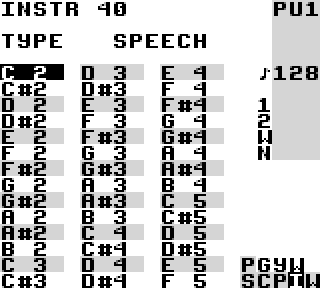 INSTR 40 PU1
TYPE SPEECH
C 2 D 3 E 4 ♪128
C#2 D#3 F 4
D 2 E 3 F#4 1
D#2 F 3 G 4 2
E 2 F#3 G#4 W
F 2 G 3 A 4 N
F#2 G#3 A#4
G 2 A 3 B 4
G#2 A#3 C 5
A 2 B 3 C#5
A#2 C 4 D 5
B 2 C#4 D#5
C 3 D 4 E 5 PGYW
C#3 D#4 F 5 SCPIW